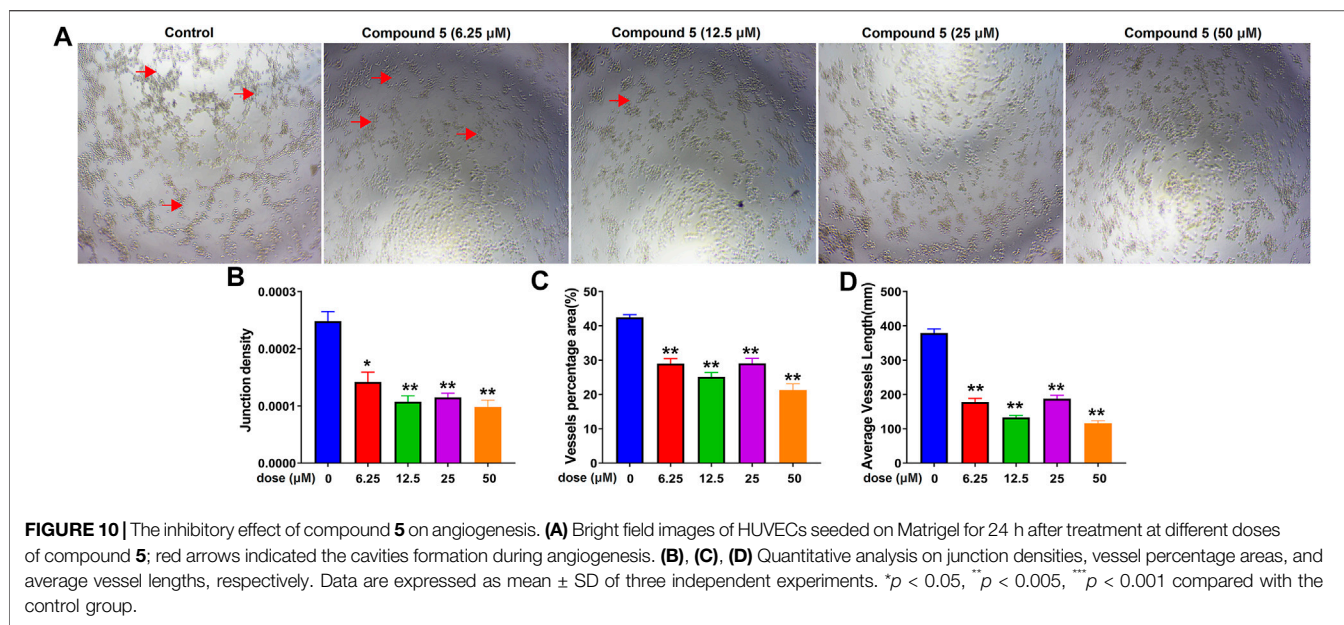 A
Control
Compound 5 (6.25 μM)
Compound 5 (12.5 μM)
Compound 5 (25 μM)
Compound 5 (50 μM)
B
Junction density
0.0003
0.0002
0.0001
0.0000
* ** ** **
dose (μM) 0 6.25 12.5 25 50
C
Vessels percentage area(%)
50
40
30
20
10
0
** ** ** **
dose (μM) 0 6.25 12.5 25 50
D
Average Vessels Length(mm)
500
400
300
200
100
0
** ** ** **
dose (μM) 0 6.25 12.5 25 50
FIGURE 10 | The inhibitory effect of compound 5 on angiogenesis. (A) Bright field images of HUVECs seeded on Matrigel for 24 h after treatment at different doses
of compound 5; red arrows indicated the cavities formation during angiogenesis. (B), (C), (D) Quantitative analysis on junction densities, vessel percentage areas, and
average vessel lengths, respectively. Data are expressed as mean ± SD of three independent experiments. *p < 0.05, **p < 0.005, ***p < 0.001 compared with the
control group.